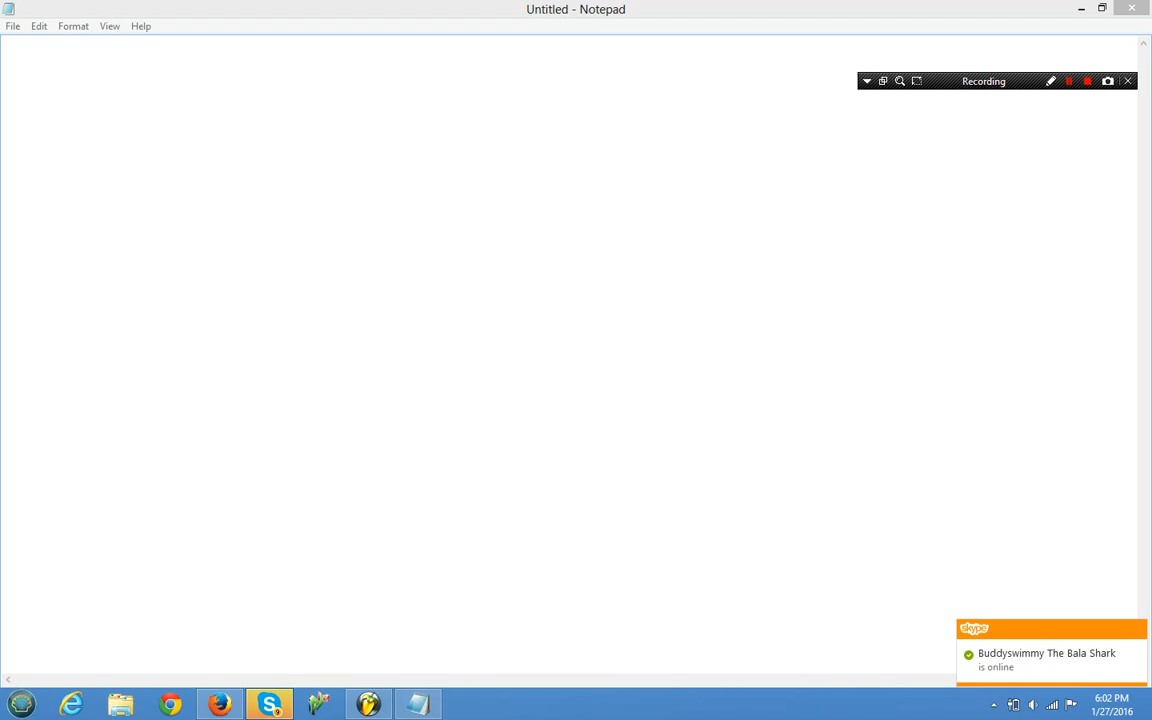 Untitled - Notepad
File Edit Format View Help
Recording
skype
Buddyswimmy The Bala Shark
is online
S 9
6:02 PM
1/27/2016